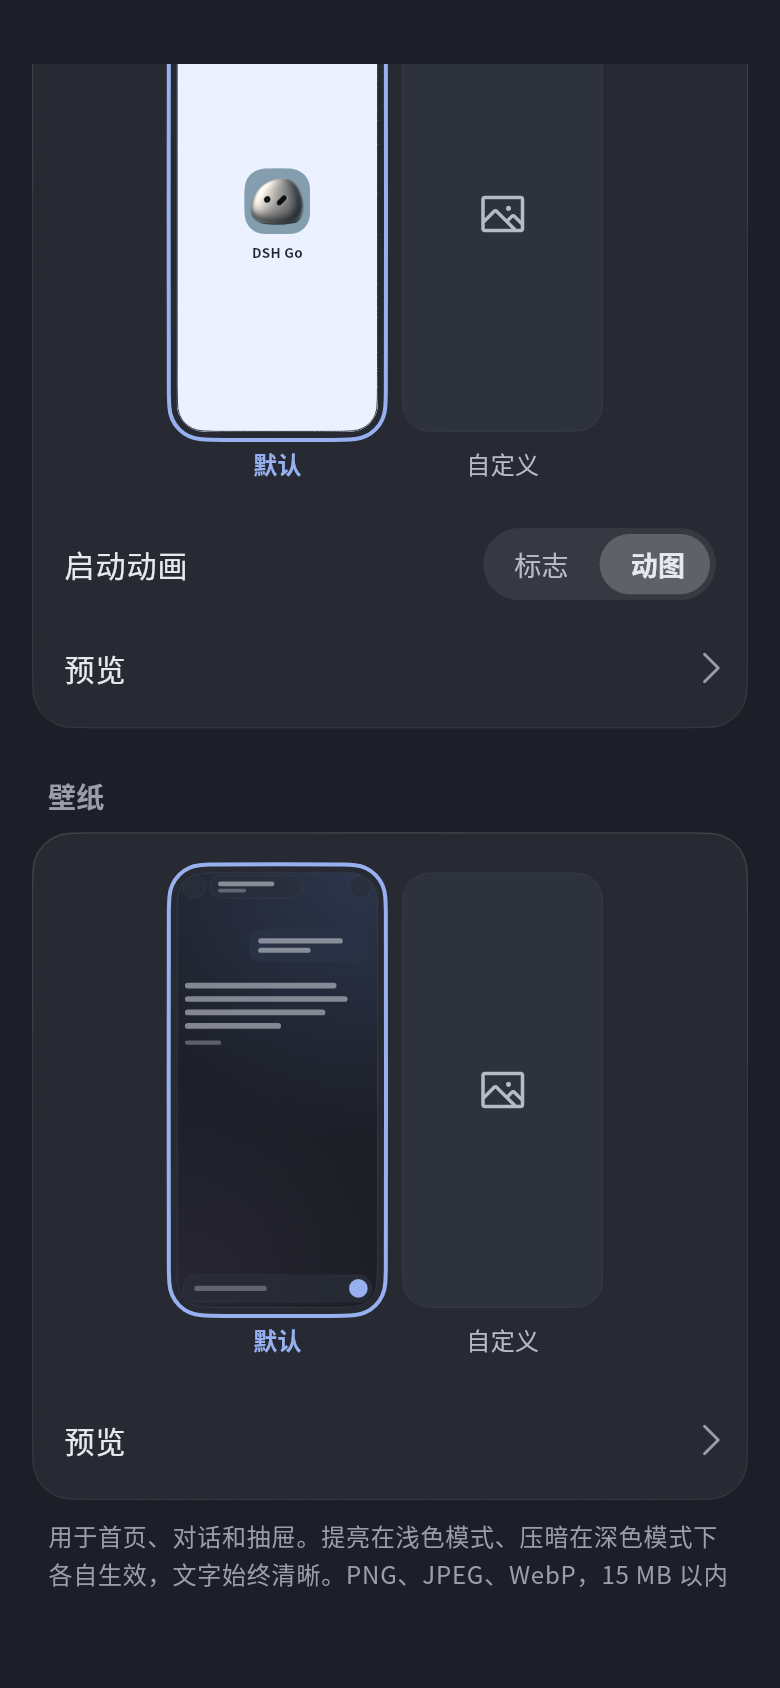 DSH Go
默认
自定义
启动动画
标志
动图
预览
壁纸
默认
自定义
预览
用于首页、对话和抽屉。提亮在浅色模式、压暗在深色模式下
各自生效，文字始终清晰。PNG、JPEG、WebP，15 MB 以内